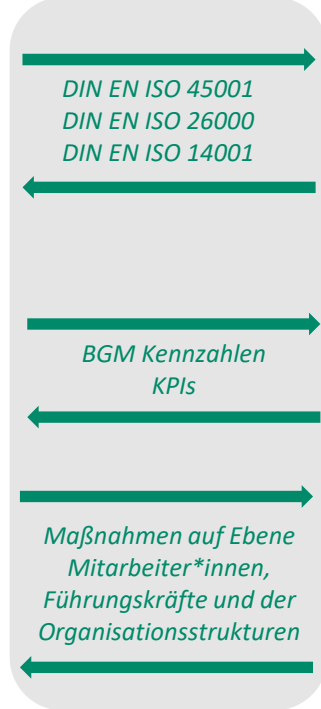 DIN EN ISO 45001
DIN EN ISO 26000
DIN EN ISO 14001
BGM Kennzahlen
KPIs
Maßnahmen auf Ebene
Mitarbeiter*innen,
Führungskräfte und der
Organisationsstrukturen